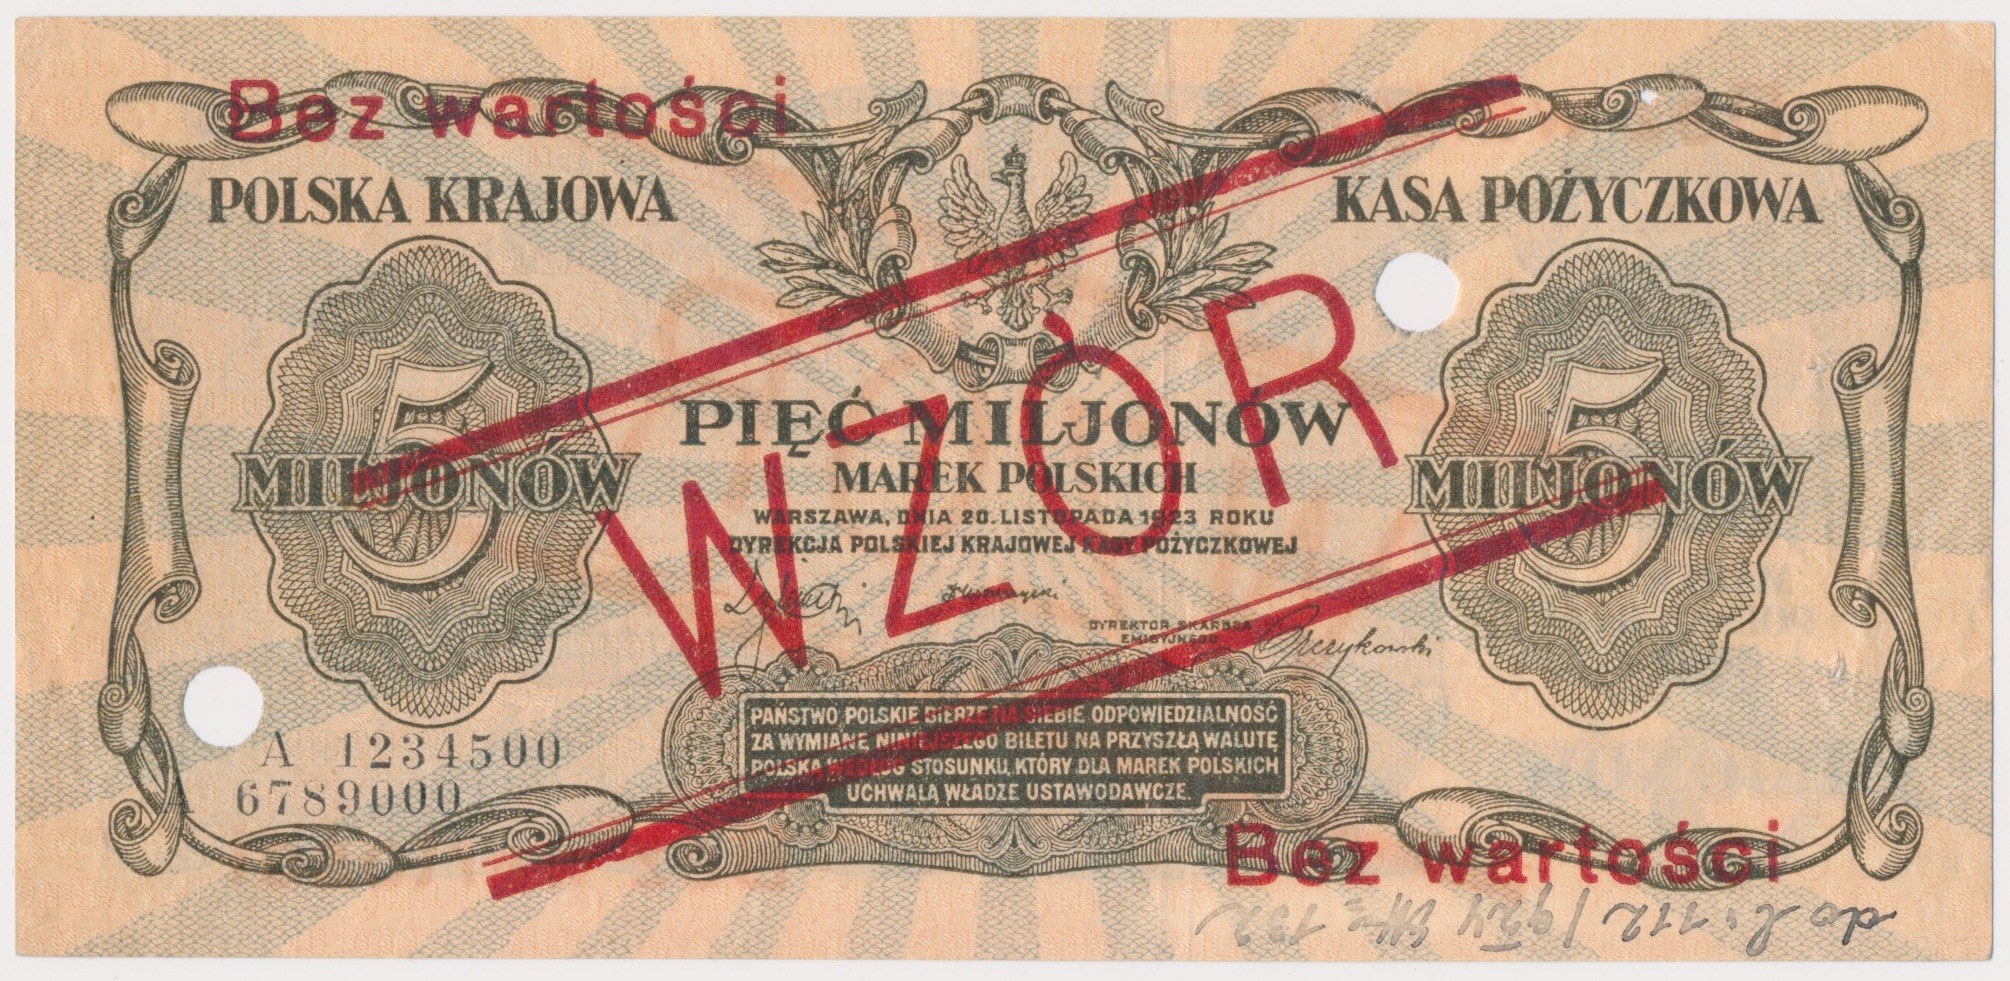 Bez wartości
POLSKA KRAJOWA KASA POŻYCZKOWA
5 5
MILJONÓW MILJONÓW
PIĘĆ MILJONÓW
MAREK POLSKICH
WARSZAWA, DNIA 20. LISTOPADA 1923 ROKU
DYREKCJA POLSKIEJ KRAJOWEJ KASY POŻYCZKOWEJ
WZÓR
DYREKTOR SKARBCA
EMISYJNEGO
PAŃSTWO POLSKIE BIERZE NA SIEBIE ODPOWIEDZIALNOŚĆ
ZA WYMIANĘ NINIEJSZEGO BILETU NA PRZYSZŁĄ WALUTĘ
POLSKĄ WEDŁUG STOSUNKU, KTÓRY DLA MAREK POLSKICH
UCHWALĄ WŁADZE USTAWODAWCZE.
A 1234500
6789000
Bez wartości